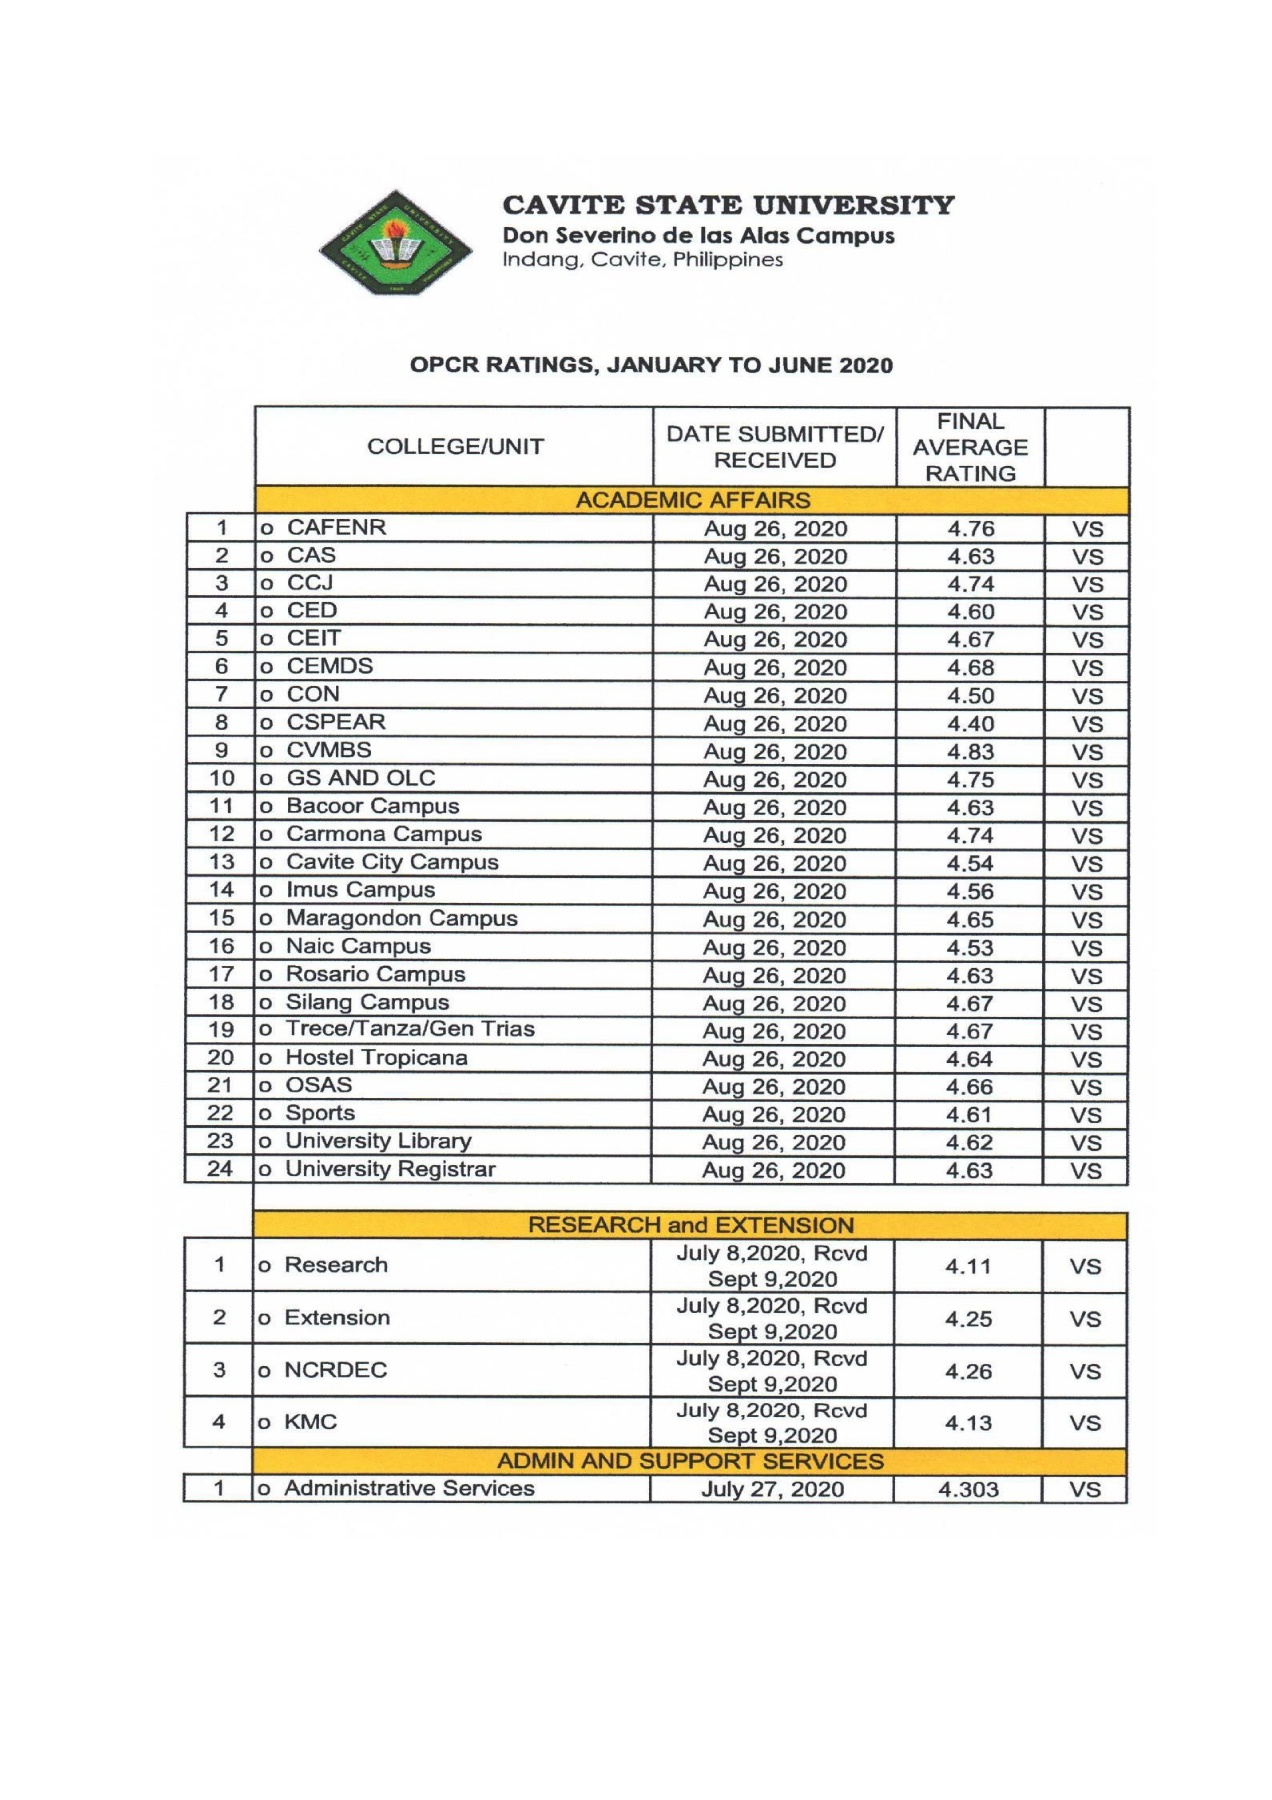 CAVITE STATE UNIVERSITY
Don Severino de las Alas Campus
Indang, Cavite, Philippines
OPCR RATINGS, JANUARY TO JUNE 2020
COLLEGE/UNIT DATE SUBMITTED/ RECEIVED FINAL AVERAGE RATING
ACADEMIC AFFAIRS
1 o CAFENR Aug 26, 2020 4.76 VS
2 o CAS Aug 26, 2020 4.63 VS
3 o CCJ Aug 26, 2020 4.74 VS
4 o CED Aug 26, 2020 4.60 VS
5 o CEIT Aug 26, 2020 4.67 VS
6 o CEMDS Aug 26, 2020 4.68 VS
7 o CON Aug 26, 2020 4.50 VS
8 o CSPEAR Aug 26, 2020 4.40 VS
9 o CVMBS Aug 26, 2020 4.83 VS
10 o GS AND OLC Aug 26, 2020 4.75 VS
11 o Bacoor Campus Aug 26, 2020 4.63 VS
12 o Carmona Campus Aug 26, 2020 4.74 VS
13 o Cavite City Campus Aug 26, 2020 4.54 VS
14 o Imus Campus Aug 26, 2020 4.56 VS
15 o Maragondon Campus Aug 26, 2020 4.65 VS
16 o Naic Campus Aug 26, 2020 4.53 VS
17 o Rosario Campus Aug 26, 2020 4.63 VS
18 o Silang Campus Aug 26, 2020 4.67 VS
19 o Trece/Tanza/Gen Trias Aug 26, 2020 4.67 VS
20 o Hostel Tropicana Aug 26, 2020 4.64 VS
21 o OSAS Aug 26, 2020 4.66 VS
22 o Sports Aug 26, 2020 4.61 VS
23 o University Library Aug 26, 2020 4.62 VS
24 o University Registrar Aug 26, 2020 4.63 VS
RESEARCH and EXTENSION
1 o Research July 8,2020, Rcvd Sept 9,2020 4.11 VS
2 o Extension July 8,2020, Rcvd Sept 9,2020 4.25 VS
3 o NCRDEC July 8,2020, Rcvd Sept 9,2020 4.26 VS
4 o KMC July 8,2020, Rcvd Sept 9,2020 4.13 VS
ADMIN AND SUPPORT SERVICES
1 o Administrative Services July 27, 2020 4.303 VS